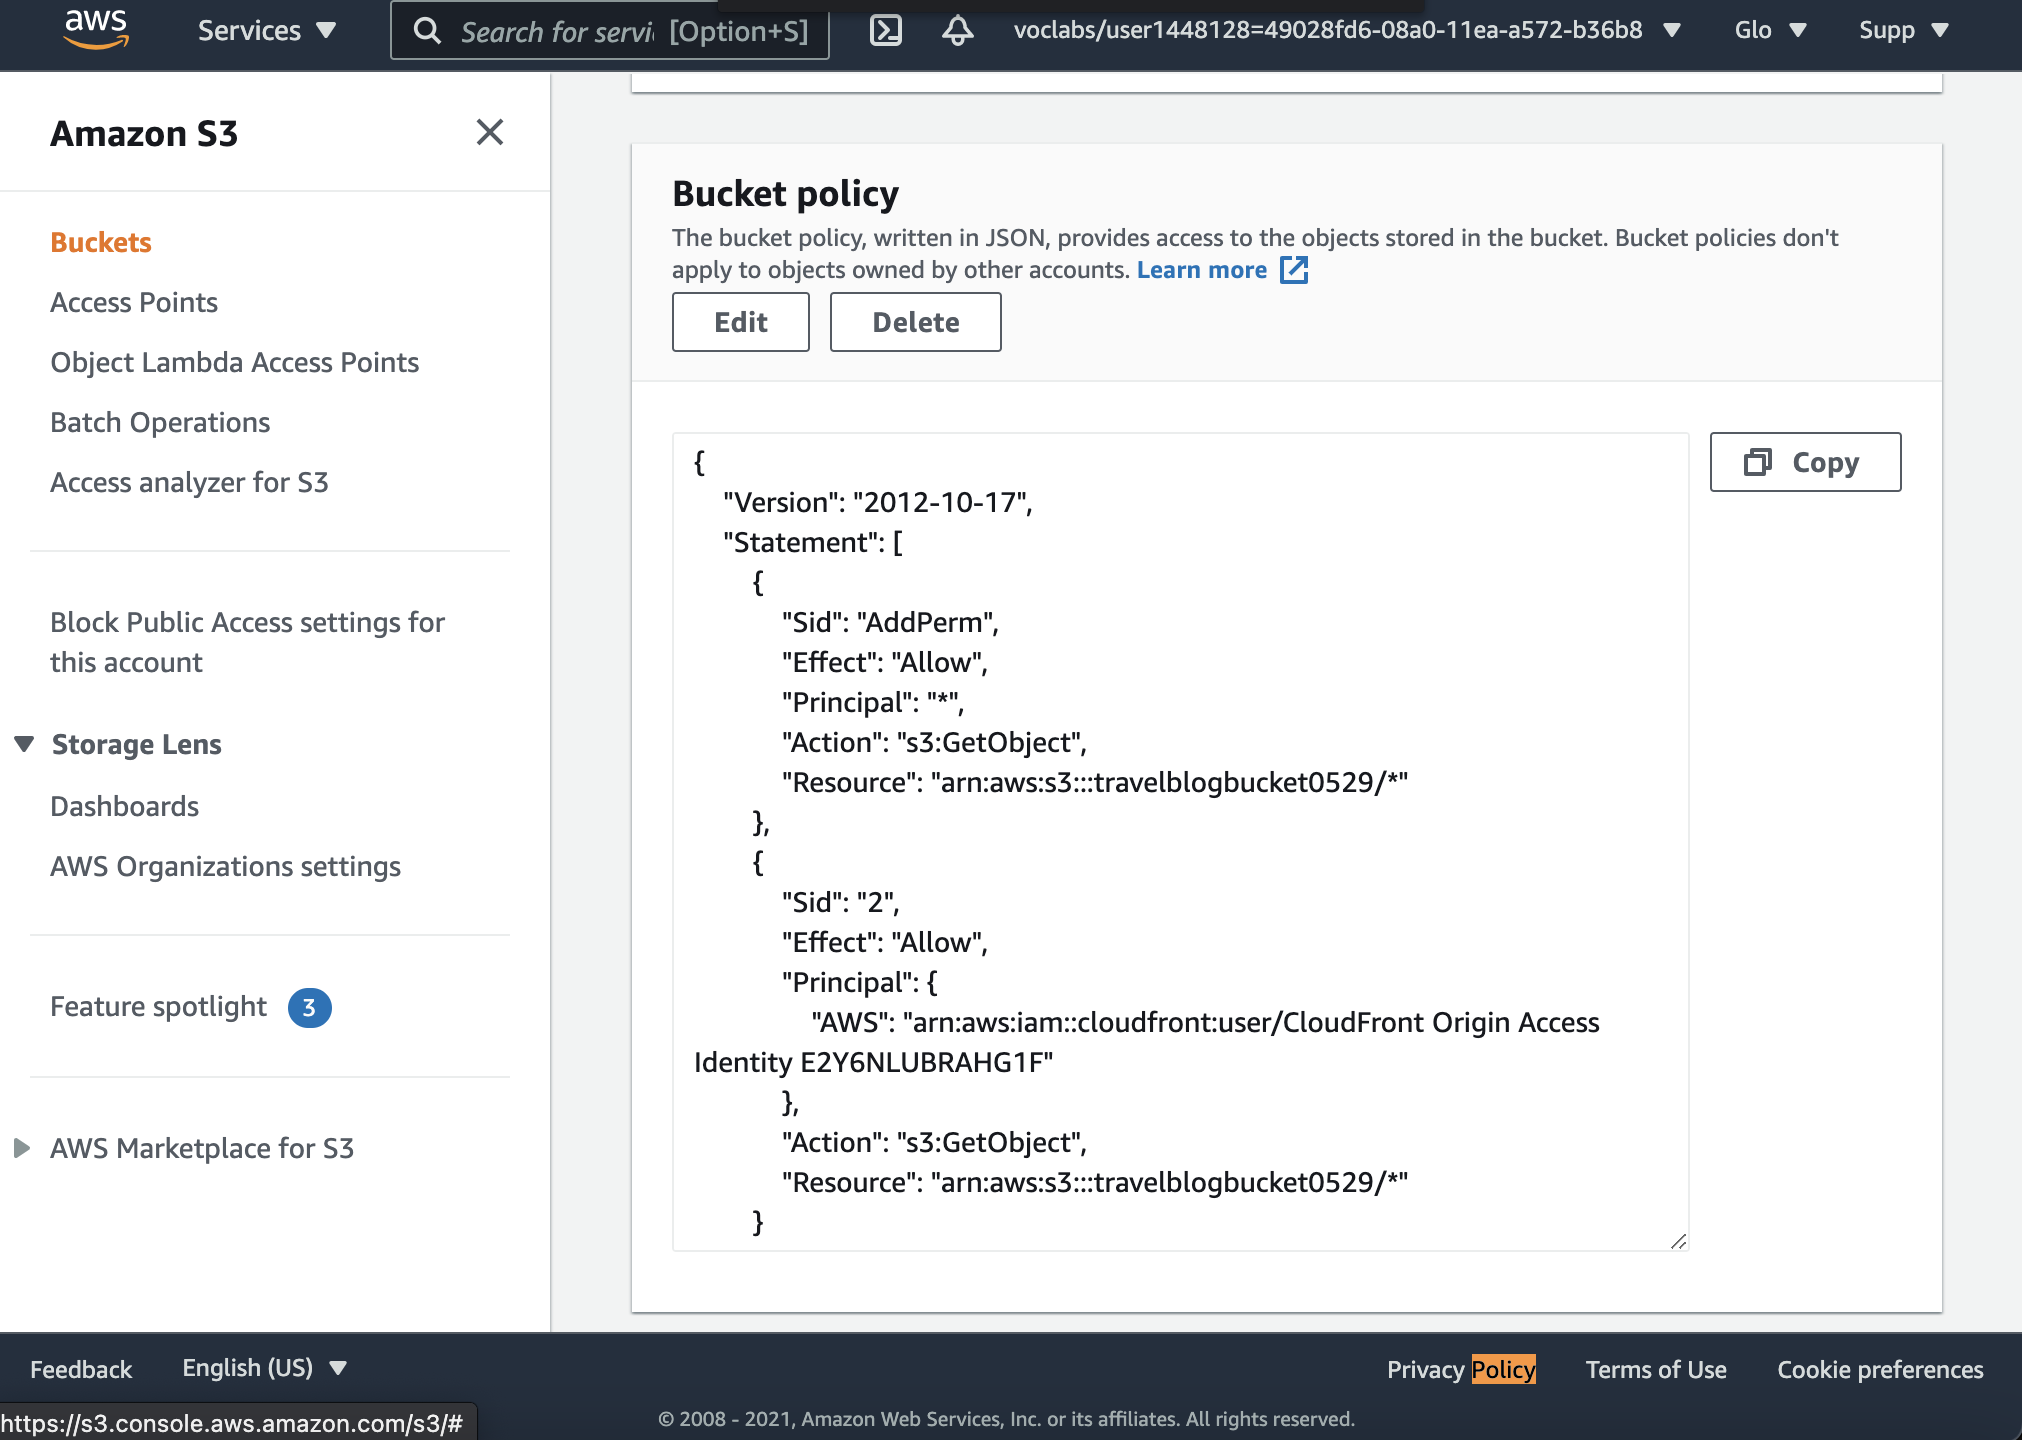 aws
Services
Search for servi [Option+S]
voclabs/user1448128=49028fd6-08a0-11ea-a572-b36b8
Glo
Supp
Amazon S3
Buckets
Access Points
Object Lambda Access Points
Batch Operations
Access analyzer for S3
Block Public Access settings for
this account
Storage Lens
Dashboards
AWS Organizations settings
Feature spotlight 3
AWS Marketplace for S3
Bucket policy
The bucket policy, written in JSON, provides access to the objects stored in the bucket. Bucket policies don't
apply to objects owned by other accounts. Learn more
Edit
Delete
Copy
{
"Version": "2012-10-17",
"Statement": [
{
"Sid": "AddPerm",
"Effect": "Allow",
"Principal": "*",
"Action": "s3:GetObject",
"Resource": "arn:aws:s3:::travelblogbucket0529/*"
},
{
"Sid": "2",
"Effect": "Allow",
"Principal": {
"AWS": "arn:aws:iam::cloudfront:user/CloudFront Origin Access
Identity E2Y6NLUBRAHG1F"
},
"Action": "s3:GetObject",
"Resource": "arn:aws:s3:::travelblogbucket0529/*"
}
Feedback
English (US)
Privacy Policy
Terms of Use
Cookie preferences
https://s3.console.aws.amazon.com/s3/#
© 2008 - 2021, Amazon Web Services, Inc. or its affiliates. All rights reserved.